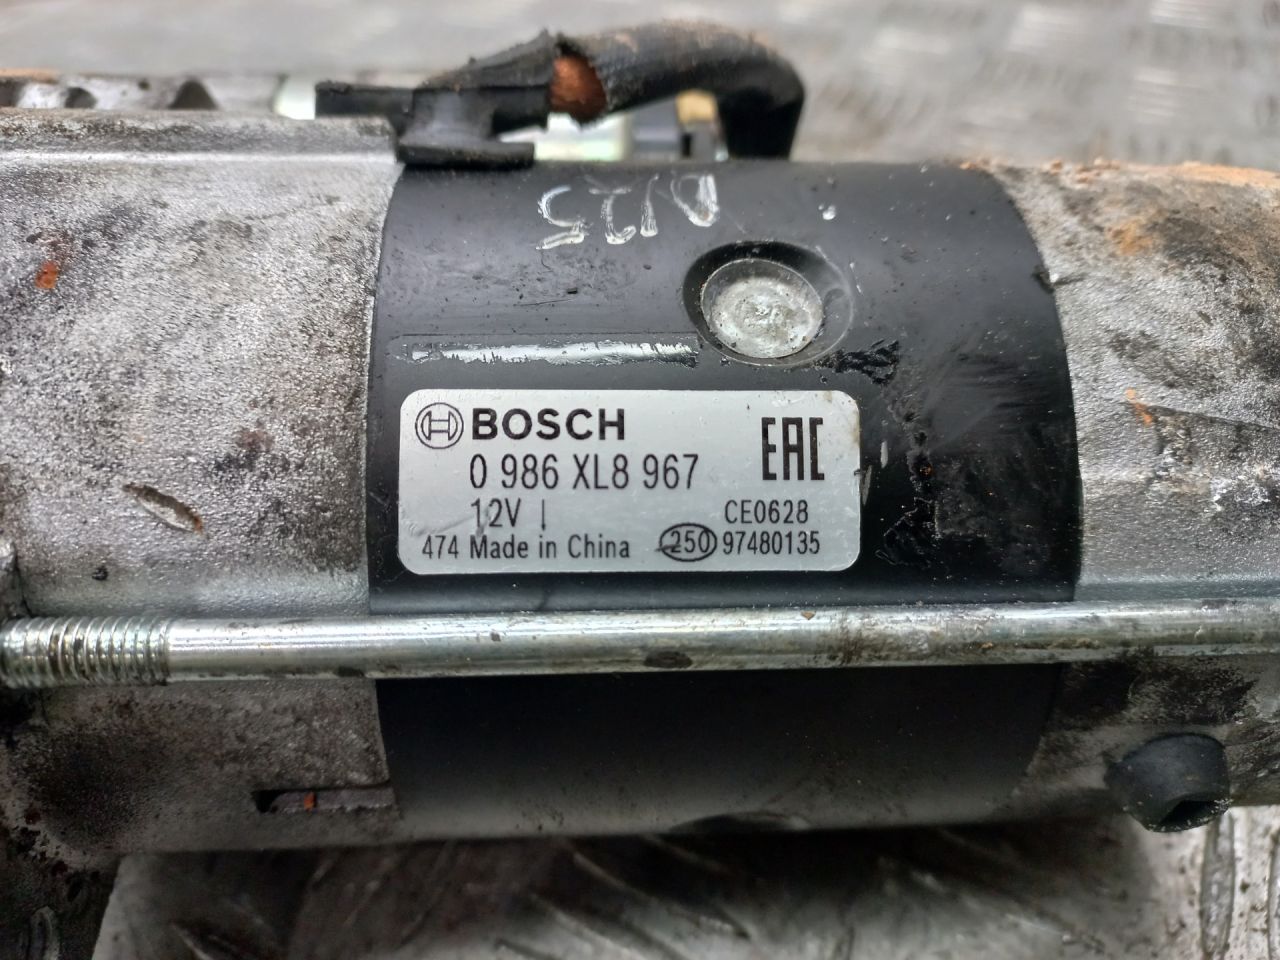 BOSCH
EAC
0 986 XL8 967
12V
CE0628
474 Made in China
250 97480135